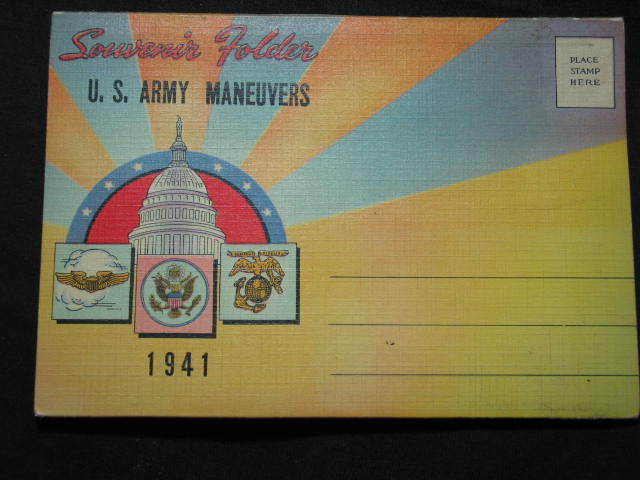 Souvenir Folder
U. S. ARMY MANEUVERS
PLACE
STAMP
HERE
1941